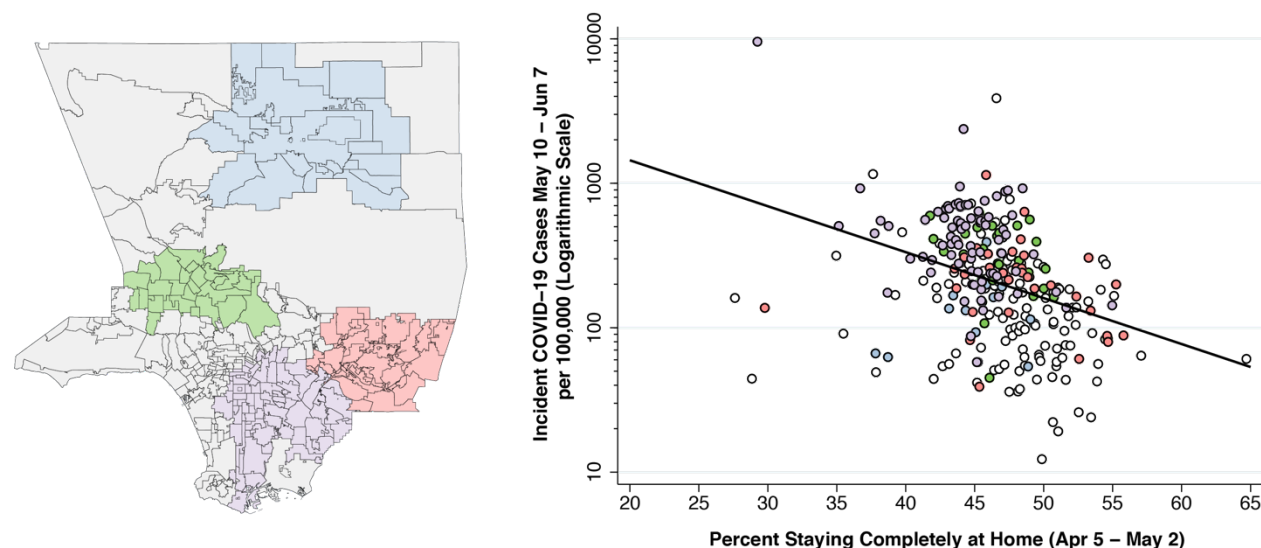 Incident COVID–19 Cases May 10 – Jun 7
per 100,000 (Logarithmic Scale)
10000
1000
100
10
20 25 30 35 40 45 50 55 60 65
Percent Staying Completely at Home (Apr 5 – May 2)